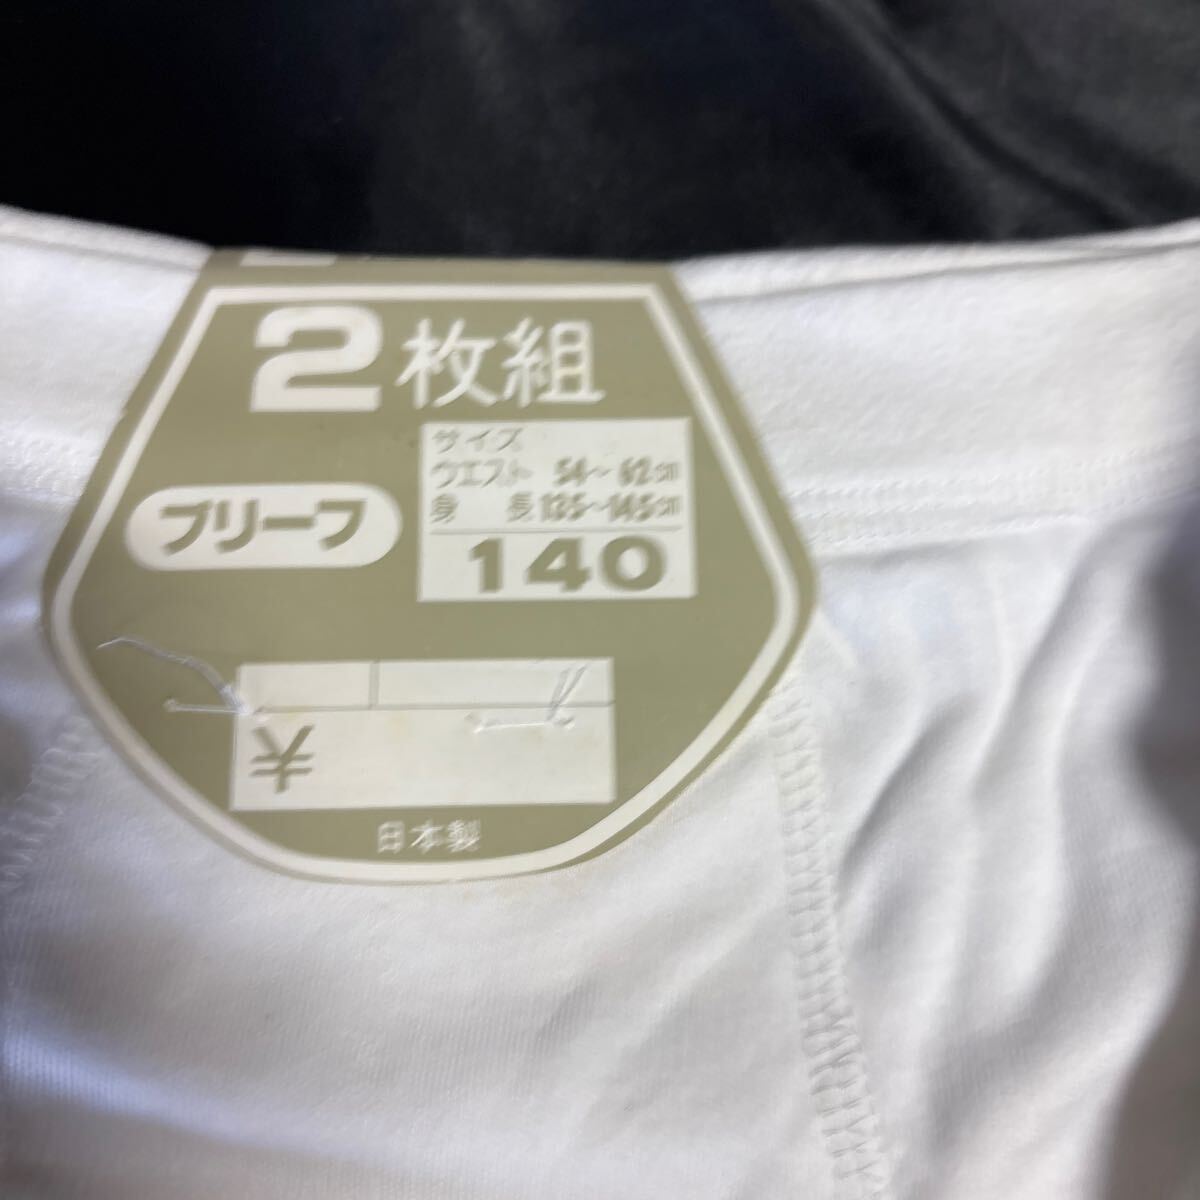 2枚組
サイズ
ウエスト 54〜62cm
身長 135〜145cm
ブリーフ
140
¥
日本製